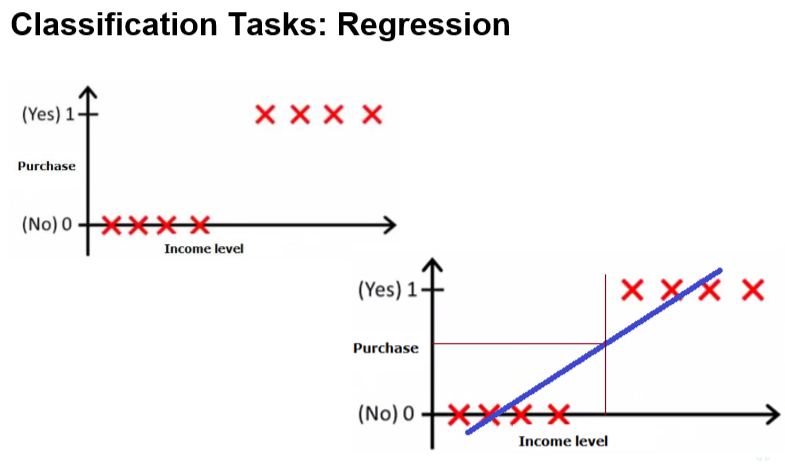 Classification Tasks: Regression
(Yes) 1
Purchase
(No) 0
Income level
(Yes) 1
Purchase
(No) 0
Income level